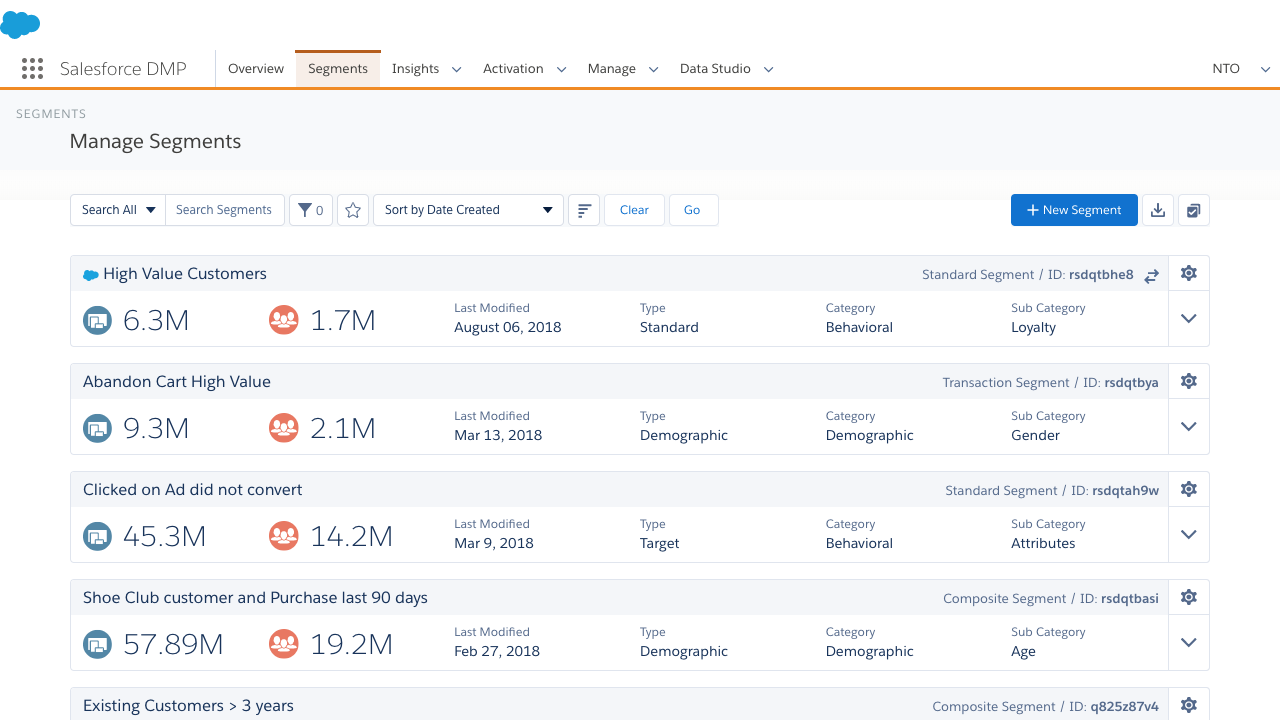 Salesforce DMP Overview Segments Insights Activation Manage Data Studio NTO
SEGMENTS
Manage Segments
Search All Search Segments 0 Sort by Date Created Clear Go + New Segment
High Value Customers Standard Segment / ID: rsdqtbhe8
6.3M 1.7M Last Modified Type Category Sub Category
August 06, 2018 Standard Behavioral Loyalty
Abandon Cart High Value Transaction Segment / ID: rsdqtbya
9.3M 2.1M Last Modified Type Category Sub Category
Mar 13, 2018 Demographic Demographic Gender
Clicked on Ad did not convert Standard Segment / ID: rsdqtah9w
45.3M 14.2M Last Modified Type Category Sub Category
Mar 9, 2018 Target Behavioral Attributes
Shoe Club customer and Purchase last 90 days Composite Segment / ID: rsdqtbasi
57.89M 19.2M Last Modified Type Category Sub Category
Feb 27, 2018 Demographic Demographic Age
Existing Customers > 3 years Composite Segment / ID: q825z87v4